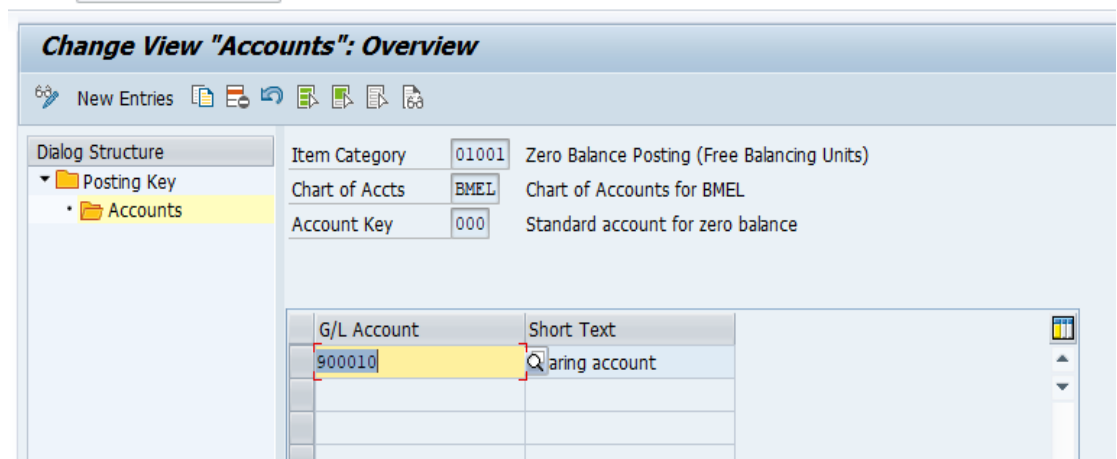 Change View "Accounts": Overview
New Entries
Dialog Structure
Posting Key
Accounts
Item Category 01001 Zero Balance Posting (Free Balancing Units)
Chart of Accts BMEL Chart of Accounts for BMEL
Account Key 000 Standard account for zero balance
G/L Account Short Text
900010 aring account